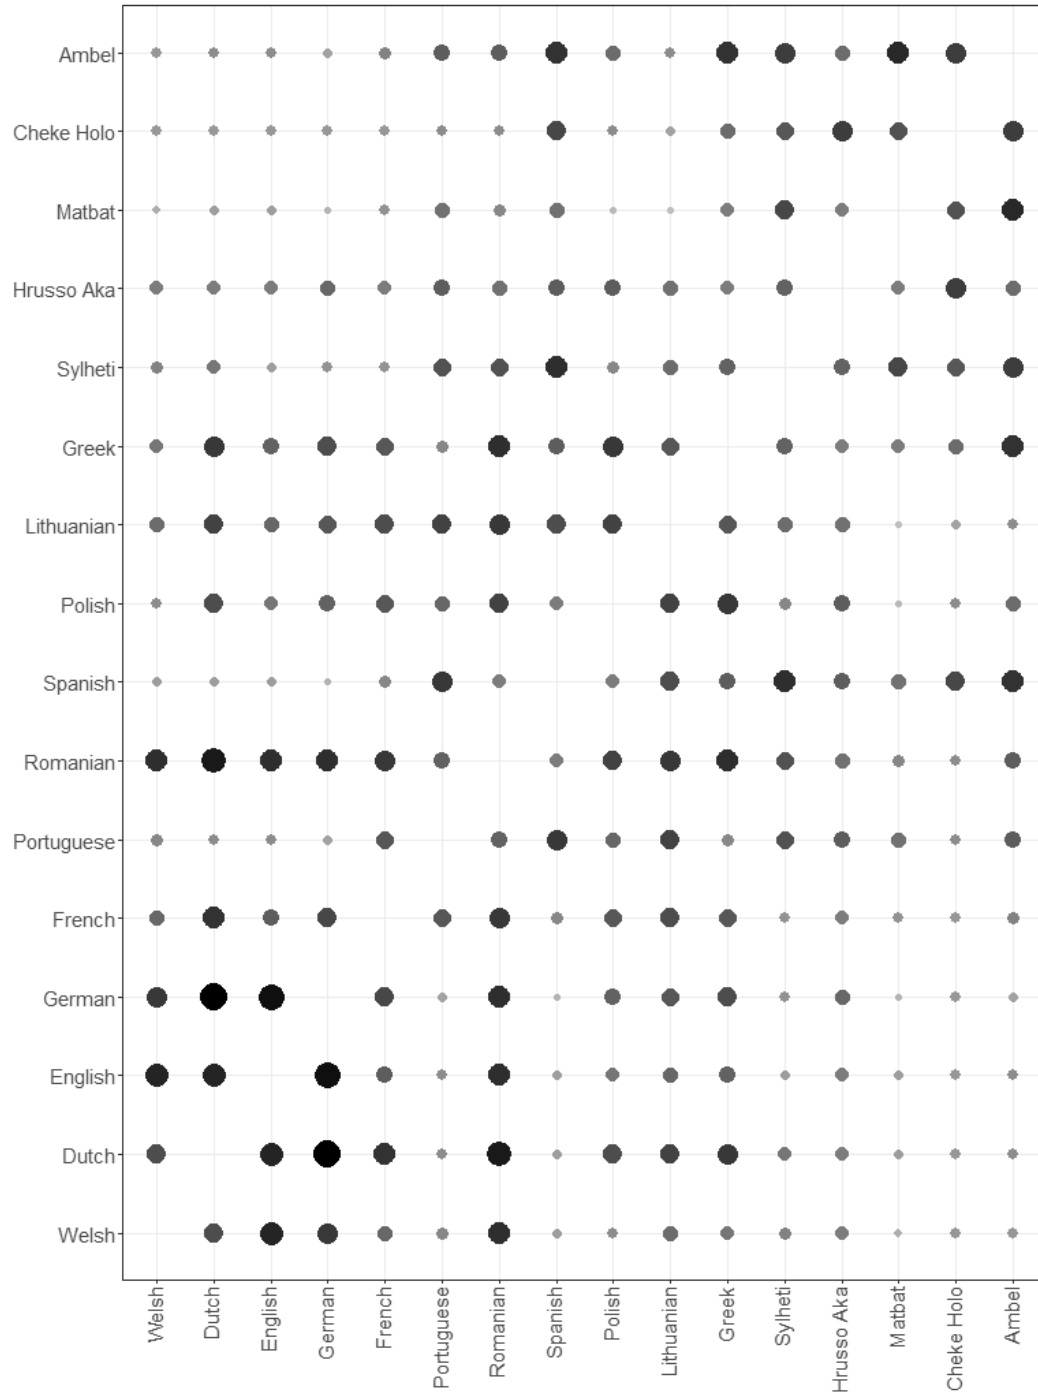 Ambel
Cheke Holo
Matbat
Hrusso Aka
Sylheti
Greek
Lithuanian
Polish
Spanish
Romanian
Portuguese
French
German
English
Dutch
Welsh
Welsh
Dutch
English
German
French
Portuguese
Romanian
Spanish
Polish
Lithuanian
Greek
Sylheti
Hrusso Aka
Matbat
Cheke Holo
Ambel